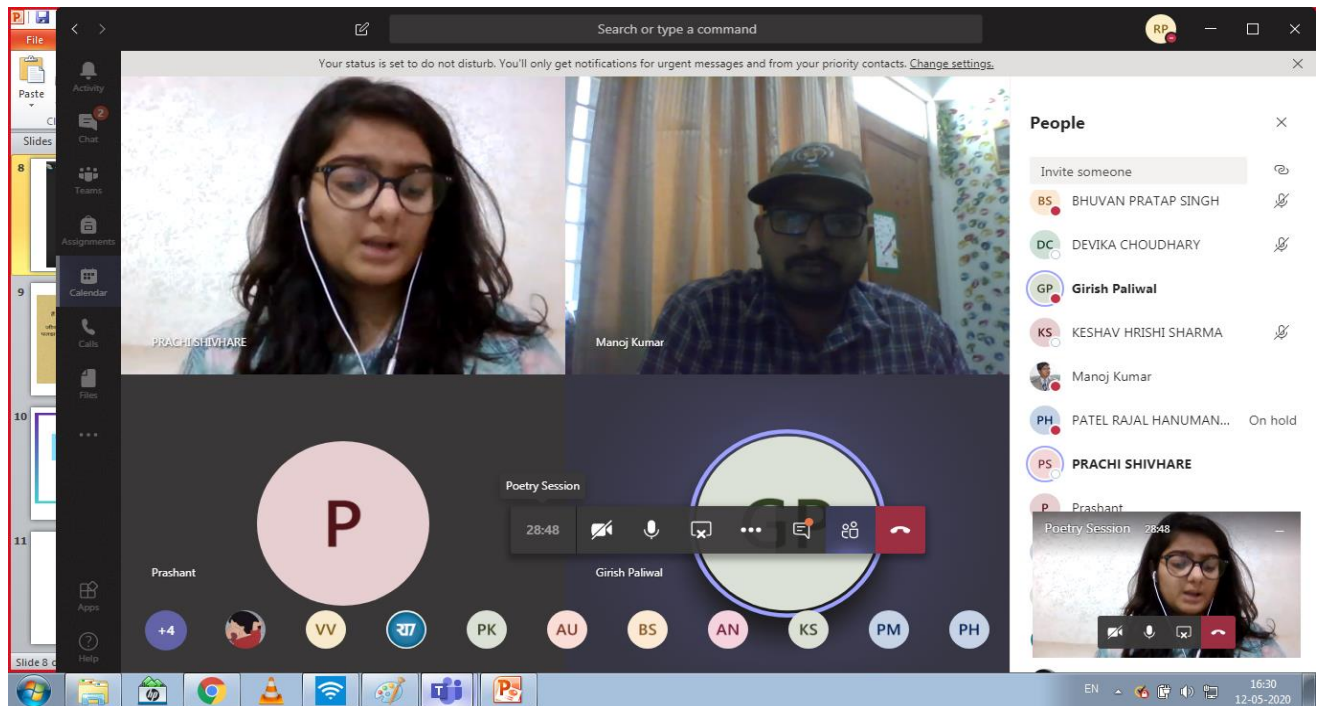 File
Paste
Cl
Slides
8
9
10
11
Slide 8 o
Search or type a command
RP
Your status is set to do not disturb. You'll only get notifications for urgent messages and from your priority contacts. Change settings.
Activity
2
Chat
Teams
Assignments
Calendar
Calls
Files
Apps
Help
PRACHI SHIVHARE
Manoj Kumar
P
Prashant
GP
Girish Paliwal
Poetry Session
28:48
+4
VV
रा
PK
AU
BS
AN
KS
PM
PH
People
Invite someone
BS BHUVAN PRATAP SINGH
DC DEVIKA CHOUDHARY
GP Girish Paliwal
KS KESHAV HRISHI SHARMA
Manoj Kumar
PH PATEL RAJAL HANUMAN... On hold
PS PRACHI SHIVHARE
P Prashant
Poetry Session 28:48
hp
EN
16:30
12-05-2020